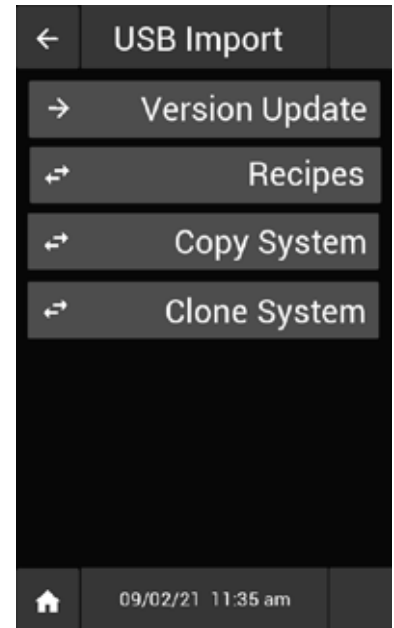 USB Import
Version Update
Recipes
Copy System
Clone System
09/02/21 11:35 am